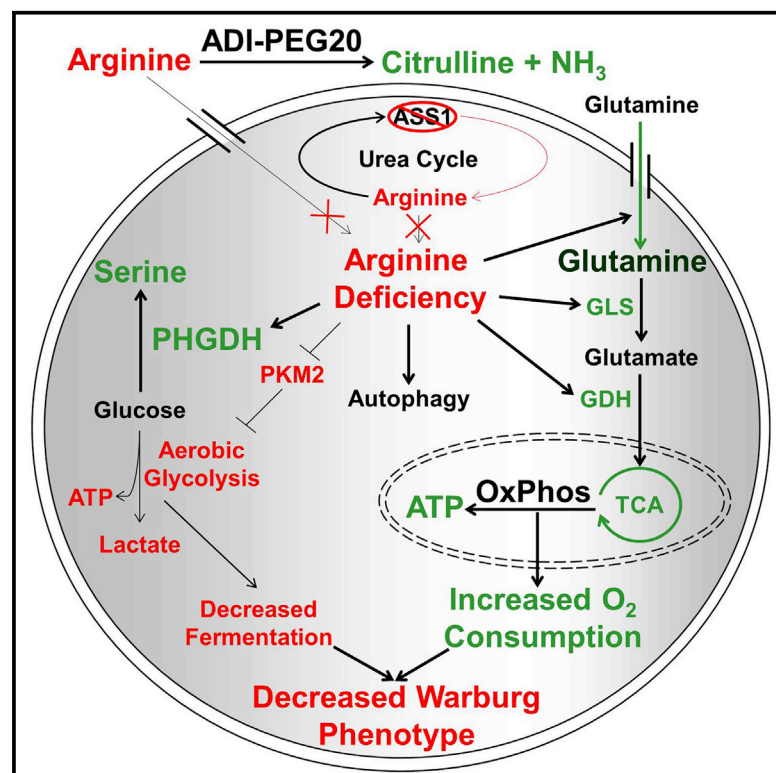 ADI-PEG20
Arginine
Citrulline + NH₃
Glutamine
ASS1
Urea Cycle
Arginine
Arginine
Deficiency
Glutamine
Serine
GLS
PHGDH
Glutamate
PKM2
GDH
Autophagy
Glucose
Aerobic
Glycolysis
ATP
Lactate
OxPhos
ATP
TCA
Decreased
Fermentation
Increased O₂
Consumption
Decreased Warburg
Phenotype